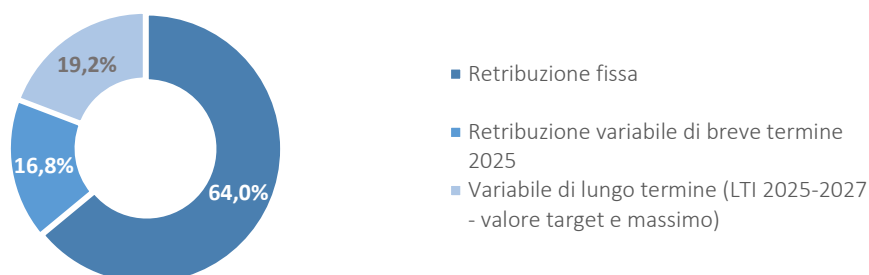 19,2%
16,8%
64,0%
Retribuzione fissa
Retribuzione variabile di breve termine
2025
Variabile di lungo termine (LTI 2025-2027
- valore target e massimo)